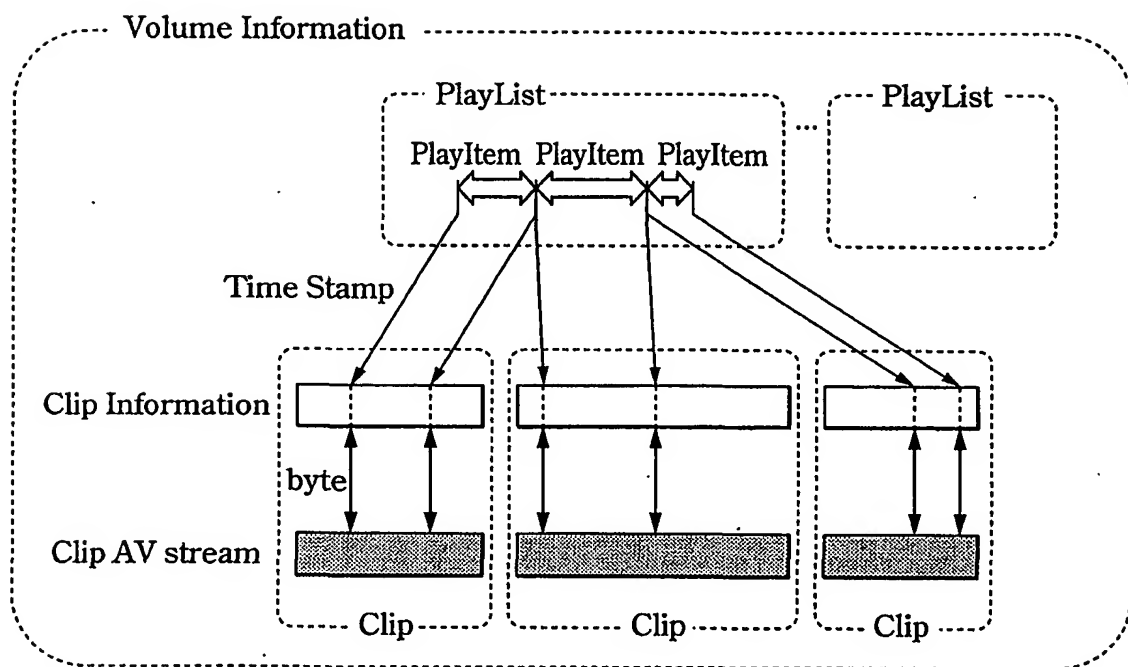 Volume Information
PlayList
PlayList
...
PlayItem PlayItem PlayItem
Time Stamp
Clip Information
byte
Clip AV stream
Clip
Clip
Clip